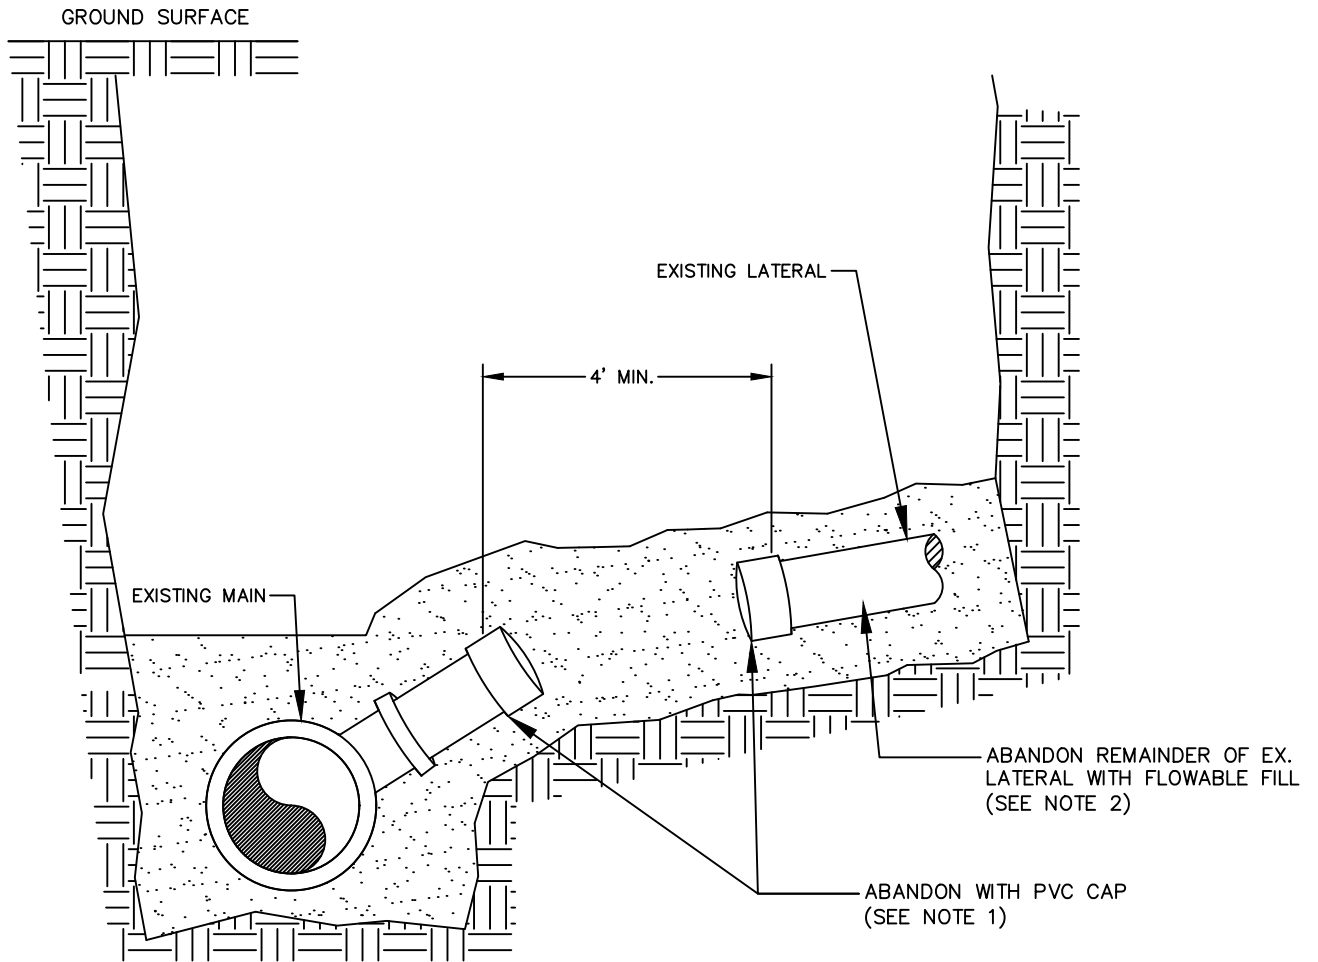 GROUND SURFACE
EXISTING LATERAL
4' MIN.
EXISTING MAIN
ABANDON REMAINDER OF EX.
LATERAL WITH FLOWABLE FILL
(SEE NOTE 2)
ABANDON WITH PVC CAP
(SEE NOTE 1)